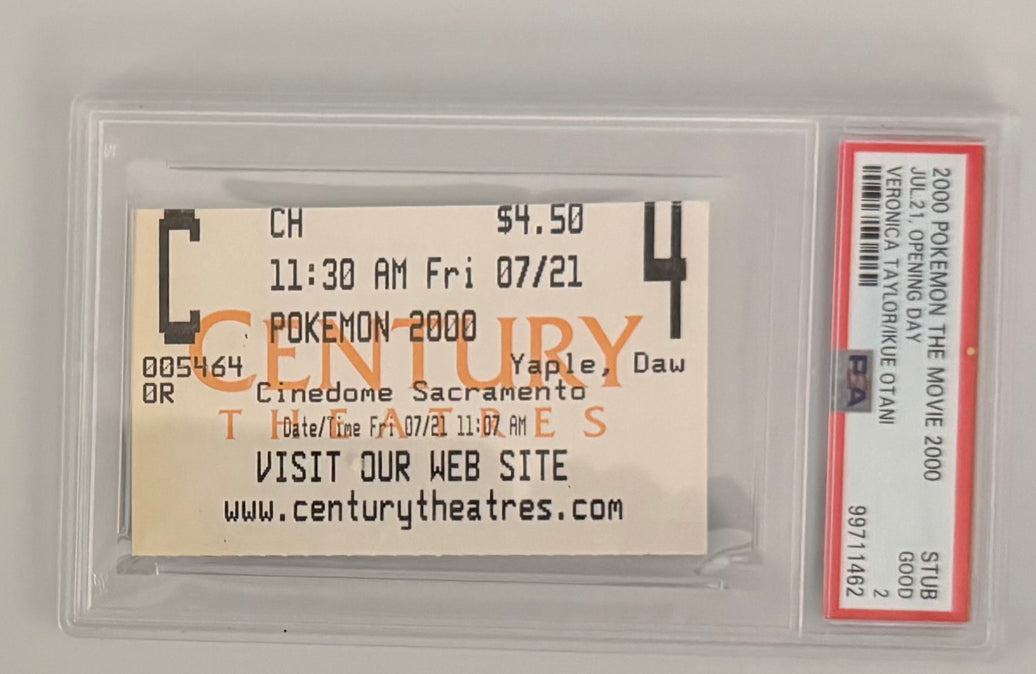 C
CH $4.50
4
11:30 AM Fri 07/21
POKEMON 2000
CENTURY
THEATRES
005464 Yaple, Daw
OR Cinedome Sacramento
Date/Time Fri 07/21 11:07 AM
VISIT OUR WEB SITE
www.centurytheatres.com
2000 POKEMON THE MOVIE 2000 STUB
JUL.21, OPENING DAY GOOD
VERONICA TAYLOR/IKUE OTANI 2
PSA
99711462